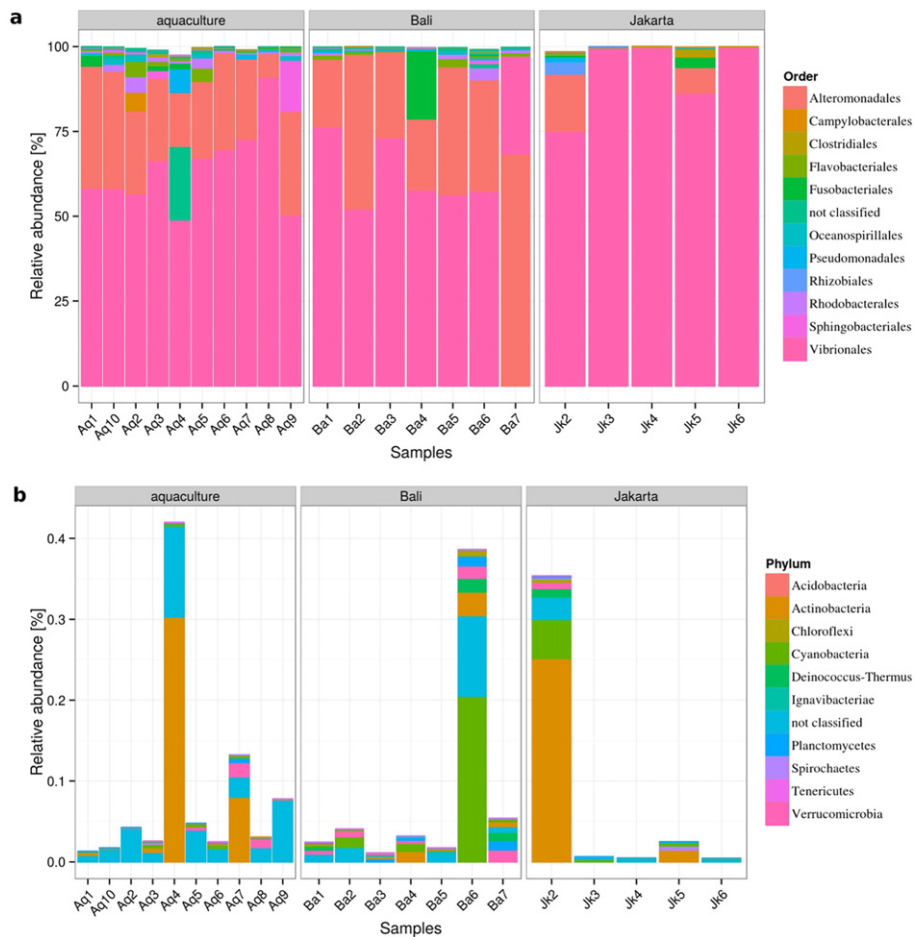 a
aquaculture Bali Jakarta
100
75
50
25
0
Relative abundance [%]
Aq1 Aq10 Aq2 Aq3 Aq4 Aq5 Aq6 Aq7 Aq8 Aq9 Ba1 Ba2 Ba3 Ba4 Ba5 Ba6 Ba7 Jk2 Jk3 Jk4 Jk5 Jk6
Samples
Order
Alteromonadales
Campylobacterales
Clostridiales
Flavobacteriales
Fusobacteriales
not classified
Oceanospirillales
Pseudomonadales
Rhizobiales
Rhodobacterales
Sphingobacteriales
Vibrionales
b
aquaculture Bali Jakarta
0.4
0.3
0.2
0.1
0.0
Relative abundance [%]
Aq1 Aq10 Aq2 Aq3 Aq4 Aq5 Aq6 Aq7 Aq8 Aq9 Ba1 Ba2 Ba3 Ba4 Ba5 Ba6 Ba7 Jk2 Jk3 Jk4 Jk5 Jk6
Samples
Phylum
Acidobacteria
Actinobacteria
Chloroflexi
Cyanobacteria
Deinococcus-Thermus
Ignavibacteriae
not classified
Planctomycetes
Spirochaetes
Tenericutes
Verrucomicrobia